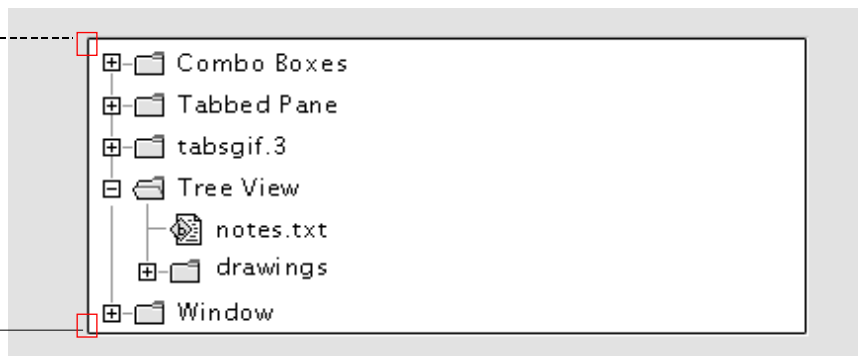 Combo Boxes
Tabbed Pane
tabsgif.3
Tree View
notes.txt
drawings
Window